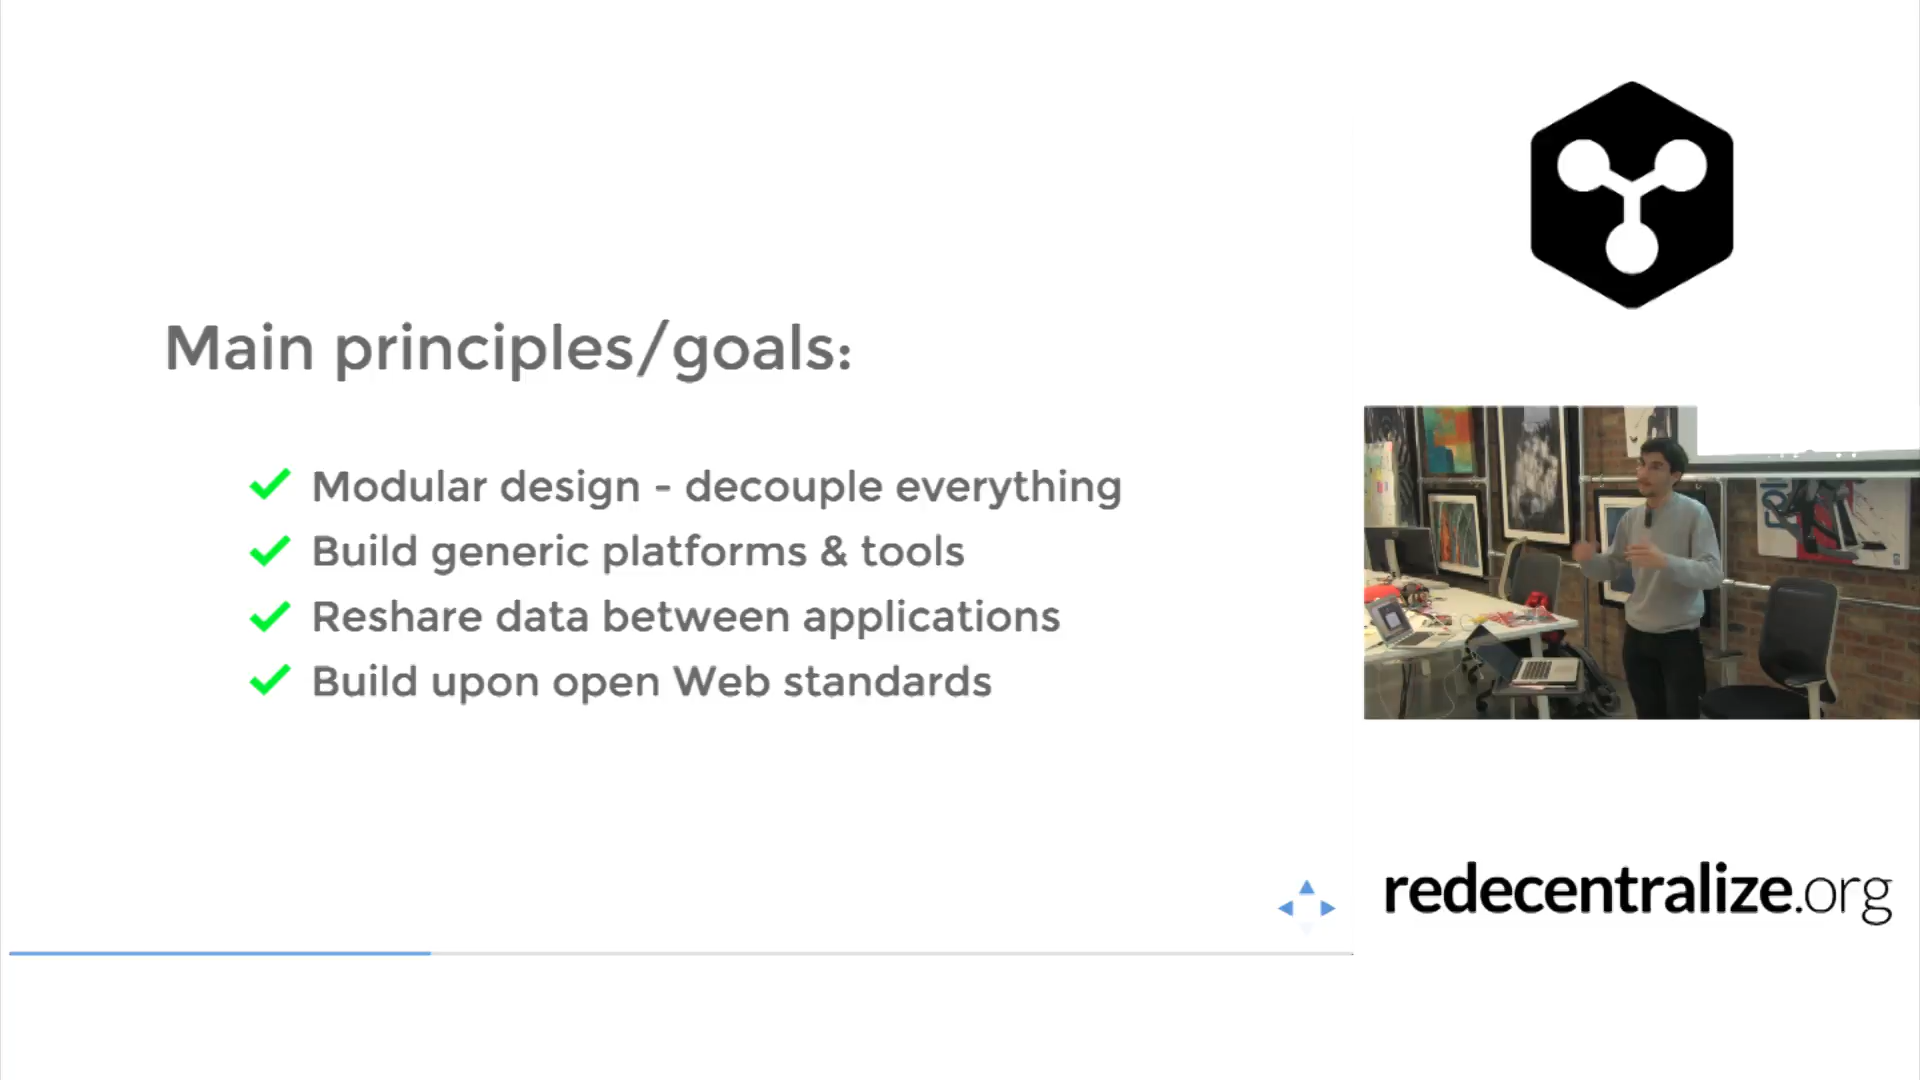 Main principles/goals:
Modular design - decouple everything
Build generic platforms & tools
Reshare data between applications
Build upon open Web standards
redecentralize.org